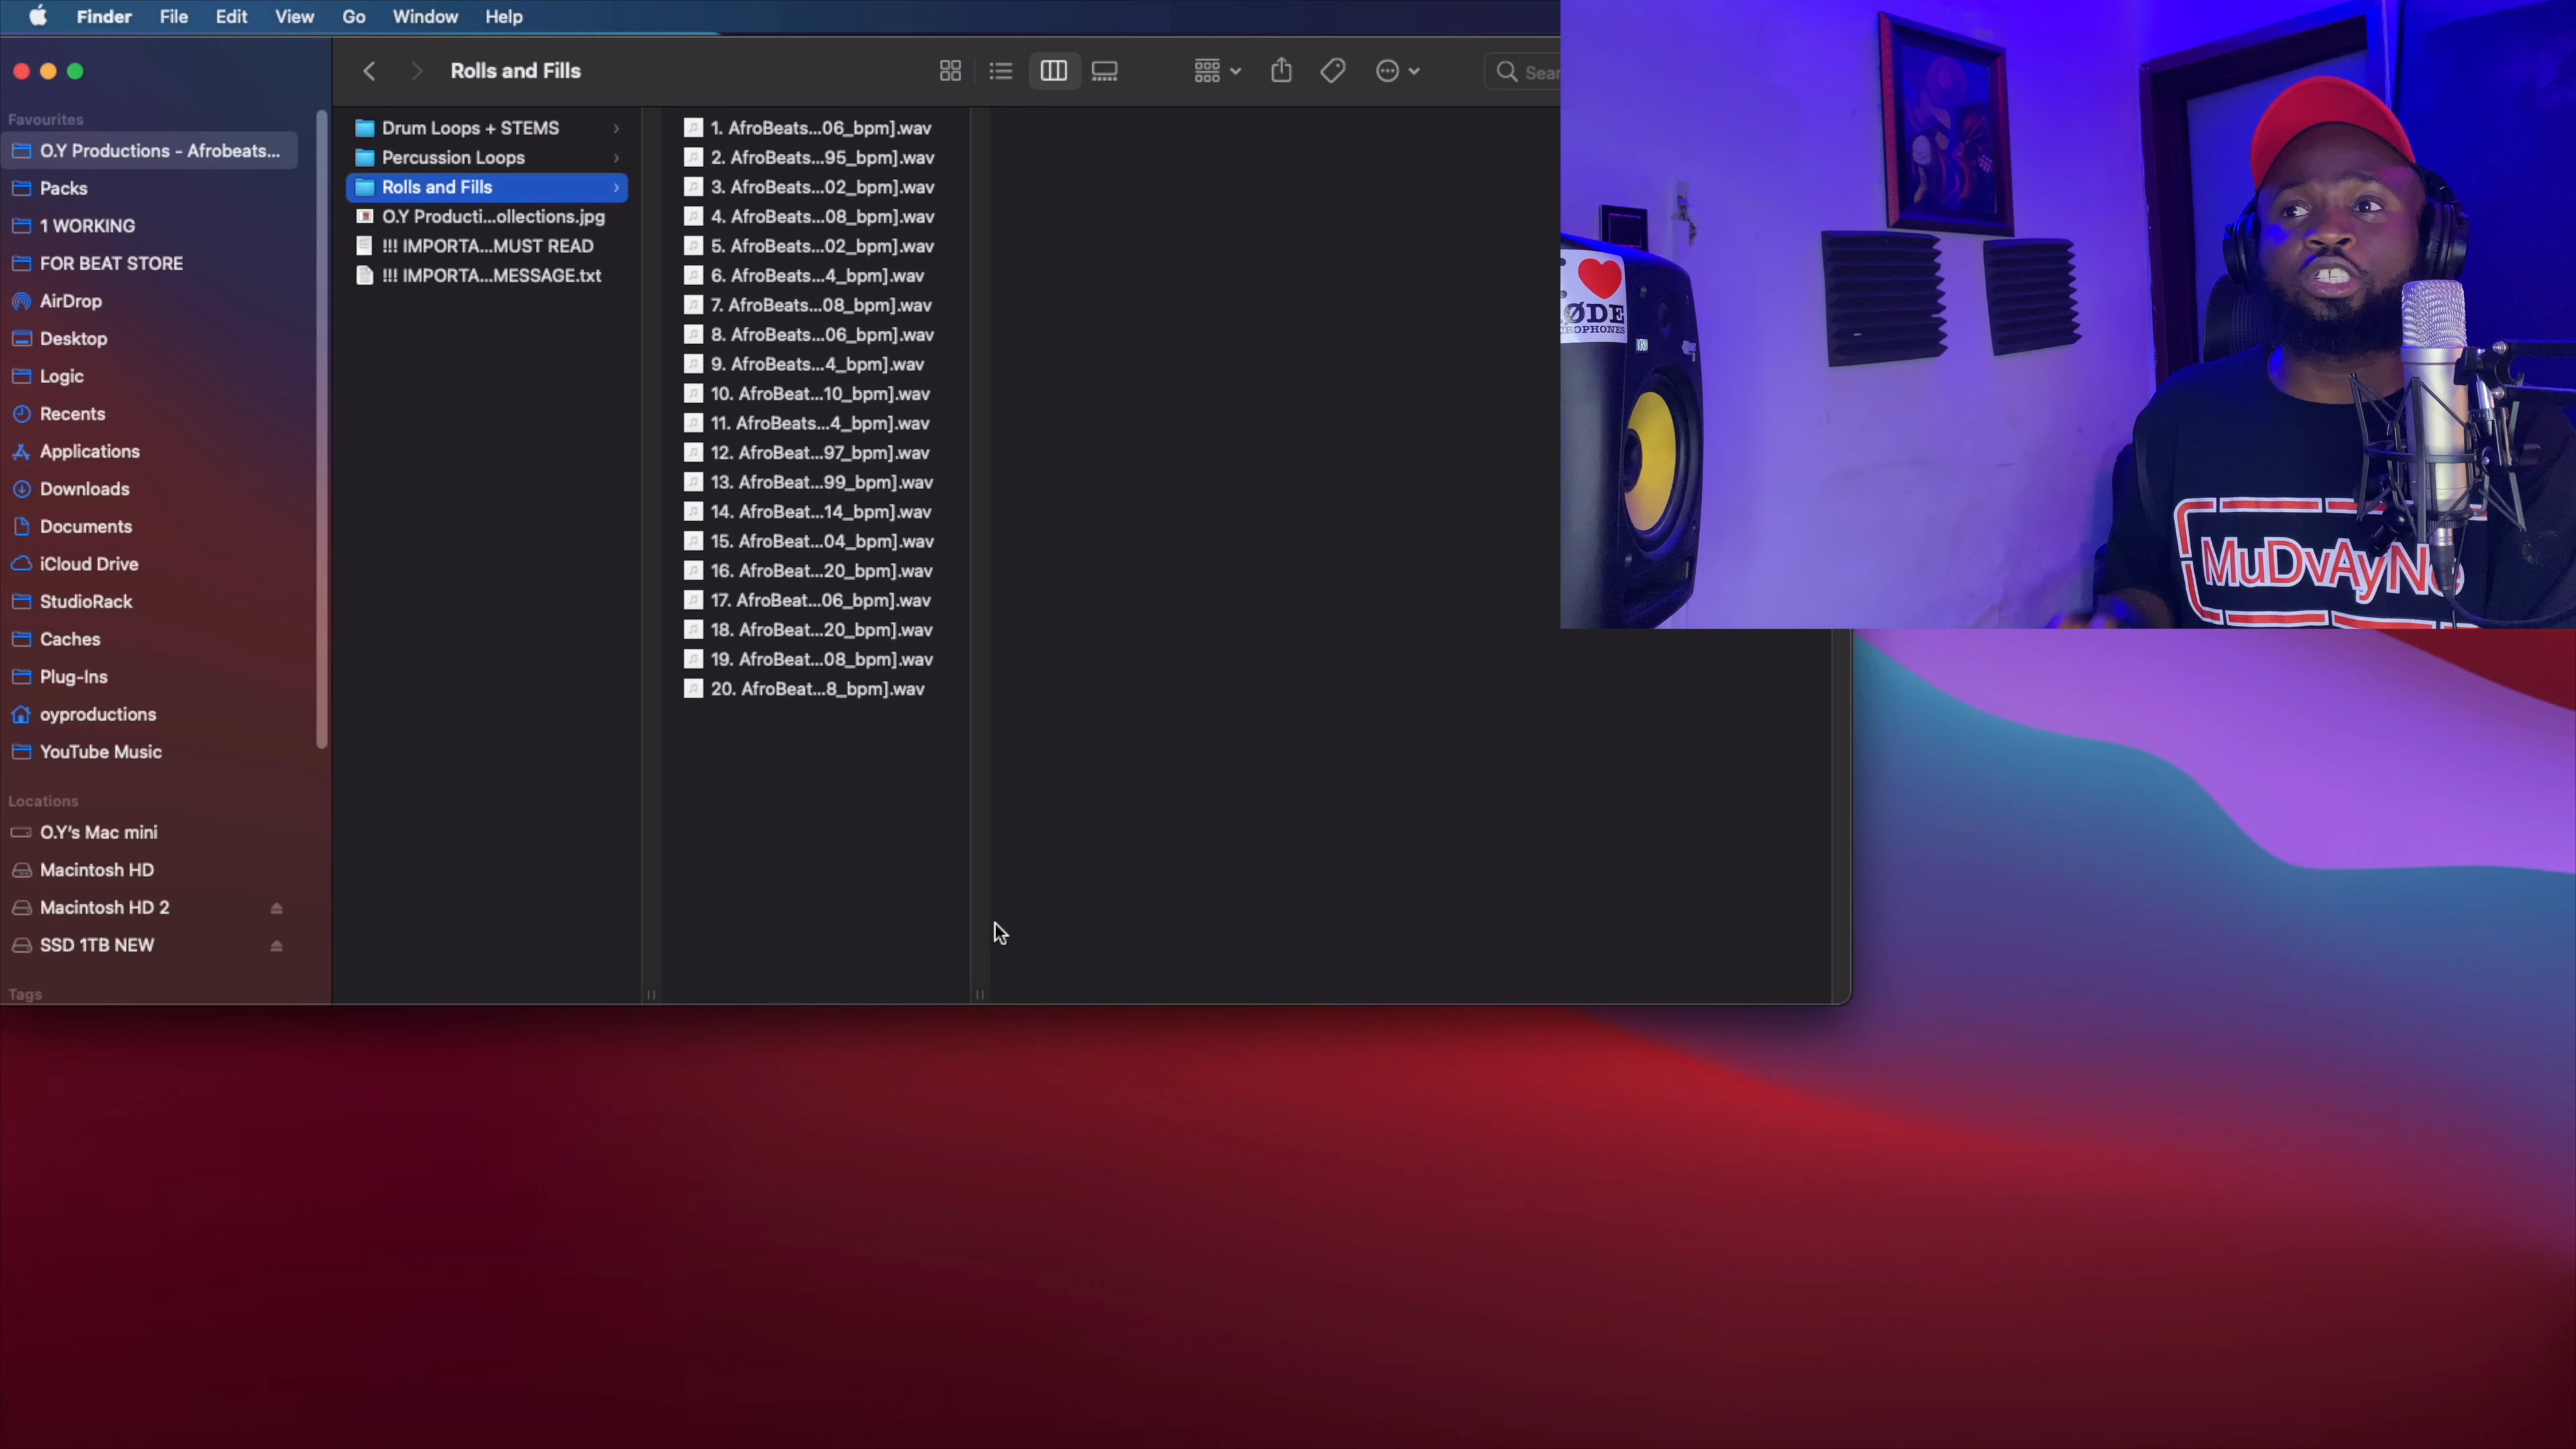 Finder File Edit View Go Window Help
Rolls and Fills
Favourites
O.Y Productions - Afrobeats...
Packs
1 WORKING
FOR BEAT STORE
AirDrop
Desktop
Logic
Recents
Applications
Downloads
Documents
iCloud Drive
StudioRack
Caches
Plug-Ins
oyproductions
YouTube Music
Locations
O.Y's Mac mini
Macintosh HD
Macintosh HD 2
SSD 1TB NEW
Tags
Drum Loops + STEMS
Percussion Loops
Rolls and Fills
O.Y Producti...ollections.jpg
!!! IMPORTA...MUST READ
!!! IMPORTA...MESSAGE.txt
1. AfroBeats...06_bpm].wav
2. AfroBeats...95_bpm].wav
3. AfroBeats...02_bpm].wav
4. AfroBeats...08_bpm].wav
5. AfroBeats...02_bpm].wav
6. AfroBeats...4_bpm].wav
7. AfroBeats...08_bpm].wav
8. AfroBeats...06_bpm].wav
9. AfroBeats...4_bpm].wav
10. AfroBeat...10_bpm].wav
11. AfroBeats...4_bpm].wav
12. AfroBeat...97_bpm].wav
13. AfroBeat...99_bpm].wav
14. AfroBeat...14_bpm].wav
15. AfroBeat...04_bpm].wav
16. AfroBeat...20_bpm].wav
17. AfroBeat...06_bpm].wav
18. AfroBeat...20_bpm].wav
19. AfroBeat...08_bpm].wav
20. AfroBeat...8_bpm].wav
Sear
I
ØDE
ROPHONES
MuDvAyNe